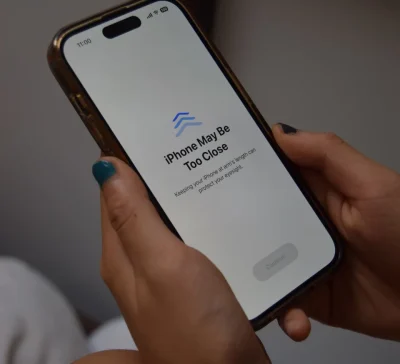 11:00
iPhone May Be
Too Close
Keeping your iPhone at arm's length can
protect your eyesight.
Continue